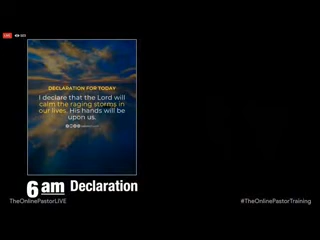 LIVE
DECLARATION FOR TODAY
I declare that the Lord will
calm the raging storms in
our lives. His hands will be
upon us.
6 am Declaration
TheOnlinePastorLIVE
#TheOnlinePastorTraining